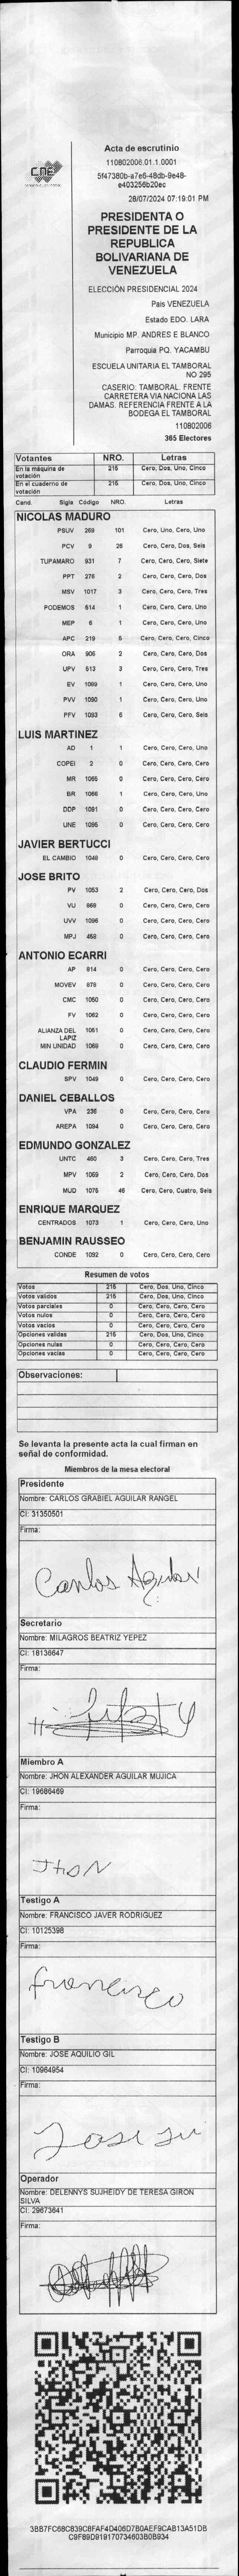 CNE
Acta de escrutinio
110802006.01.1.0001
5f47380b-a7e6-48db-9e48-
e403256b20ec
28/07/2024 07:19:01 PM
PRESIDENTA O
PRESIDENTE DE LA
REPUBLICA
BOLIVARIANA DE
VENEZUELA
ELECCIÓN PRESIDENCIAL 2024
Pais VENEZUELA
Estado EDO. LARA
Municipio MP. ANDRES E BLANCO
Parroquia PQ. YACAMBU
ESCUELA UNITARIA EL TAMBORAL
NO 295
CASERIO: TAMBORAL. FRENTE
CARRETERA VIA NACIONA LAS
DAMAS. REFERENCIA FRENTE A LA
BODEGA EL TAMBORAL
110802006
365 Electores
Votantes NRO. Letras
En la máquina de votación 215 Cero, Dos, Uno, Cinco
En el cuaderno de votación 215 Cero, Dos, Uno, Cinco
Cand. Sigla Código NRO. Letras
NICOLAS MADURO
PSUV 269 101 Cero, Uno, Cero, Uno
PCV 9 26 Cero, Cero, Dos, Seis
TUPAMARO 931 7 Cero, Cero, Cero, Siete
PPT 276 2 Cero, Cero, Cero, Dos
MSV 1017 3 Cero, Cero, Cero, Tres
PODEMOS 514 1 Cero, Cero, Cero, Uno
MEP 6 1 Cero, Cero, Cero, Uno
APC 219 5 Cero, Cero, Cero, Cinco
ORA 906 2 Cero, Cero, Cero, Dos
UPV 513 3 Cero, Cero, Cero, Tres
EV 1089 1 Cero, Cero, Cero, Uno
PVV 1090 1 Cero, Cero, Cero, Uno
PFV 1093 6 Cero, Cero, Cero, Seis
LUIS MARTINEZ
AD 1 1 Cero, Cero, Cero, Uno
COPEI 2 0 Cero, Cero, Cero, Cero
MR 1065 0 Cero, Cero, Cero, Cero
BR 1066 1 Cero, Cero, Cero, Uno
DDP 1091 0 Cero, Cero, Cero, Cero
UNE 1095 0 Cero, Cero, Cero, Cero
JAVIER BERTUCCI
EL CAMBIO 1048 0 Cero, Cero, Cero, Cero
JOSE BRITO
PV 1053 2 Cero, Cero, Cero, Dos
VU 868 0 Cero, Cero, Cero, Cero
UVV 1096 0 Cero, Cero, Cero, Cero
MPJ 458 0 Cero, Cero, Cero, Cero
ANTONIO ECARRI
AP 814 0 Cero, Cero, Cero, Cero
MOVEV 878 0 Cero, Cero, Cero, Cero
CMC 1050 0 Cero, Cero, Cero, Cero
FV 1062 0 Cero, Cero, Cero, Cero
ALIANZA DEL LAPIZ 1051 0 Cero, Cero, Cero, Cero
MIN UNIDAD 1069 0 Cero, Cero, Cero, Cero
CLAUDIO FERMIN
SPV 1049 0 Cero, Cero, Cero, Cero
DANIEL CEBALLOS
VPA 236 0 Cero, Cero, Cero, Cero
AREPA 1094 0 Cero, Cero, Cero, Cero
EDMUNDO GONZALEZ
UNTC 460 3 Cero, Cero, Cero, Tres
MPV 1059 2 Cero, Cero, Cero, Dos
MUD 1075 46 Cero, Cero, Cuatro, Seis
ENRIQUE MARQUEZ
CENTRADOS 1073 1 Cero, Cero, Cero, Uno
BENJAMIN RAUSSEO
CONDE 1092 0 Cero, Cero, Cero, Cero
Resumen de votos
Votos 215 Cero, Dos, Uno, Cinco
Votos validos 215 Cero, Dos, Uno, Cinco
Votos parciales 0 Cero, Cero, Cero, Cero
Votos nulos 0 Cero, Cero, Cero, Cero
Votos vacios 0 Cero, Cero, Cero, Cero
Opciones validas 215 Cero, Dos, Uno, Cinco
Opciones nulas 0 Cero, Cero, Cero, Cero
Opciones vacias 0 Cero, Cero, Cero, Cero
Observaciones:
Se levanta la presente acta la cual firman en
señal de conformidad.
Miembros de la mesa electoral
Presidente
Nombre: CARLOS GRABIEL AGUILAR RANGEL
CI: 31350501
Firma:
Carlos Aguilar
Secretario
Nombre: MILAGROS BEATRIZ YEPEZ
CI: 18136647
Firma:
Miembro A
Nombre: JHON ALEXANDER AGUILAR MUJICA
CI: 19686469
Firma:
Jhon
Testigo A
Nombre: FRANCISCO JAVER RODRIGUEZ
CI: 10125398
Firma:
francisco
Testigo B
Nombre: JOSE AQUILIO GIL
CI: 10964954
Firma:
Operador
Nombre: DELENNYS SUJHEIDY DE TERESA GIRON
SILVA
CI: 29673641
Firma:
3BB7FC68C839C8FAF4D406D7B0AEF9CAB13A51DB
C9F89D919170734603B0B934